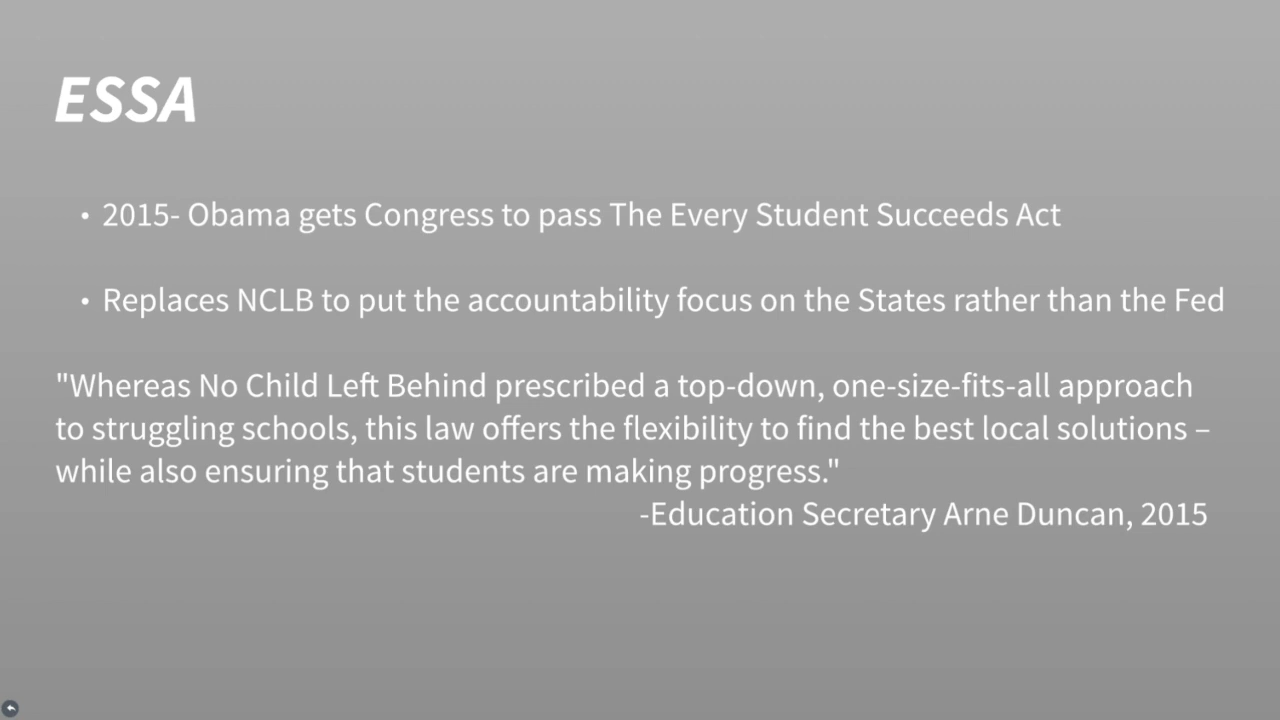 ESSA
• 2015- Obama gets Congress to pass The Every Student Succeeds Act
• Replaces NCLB to put the accountability focus on the States rather than the Fed
"Whereas No Child Left Behind prescribed a top-down, one-size-fits-all approach
to struggling schools, this law offers the flexibility to find the best local solutions –
while also ensuring that students are making progress."
-Education Secretary Arne Duncan, 2015